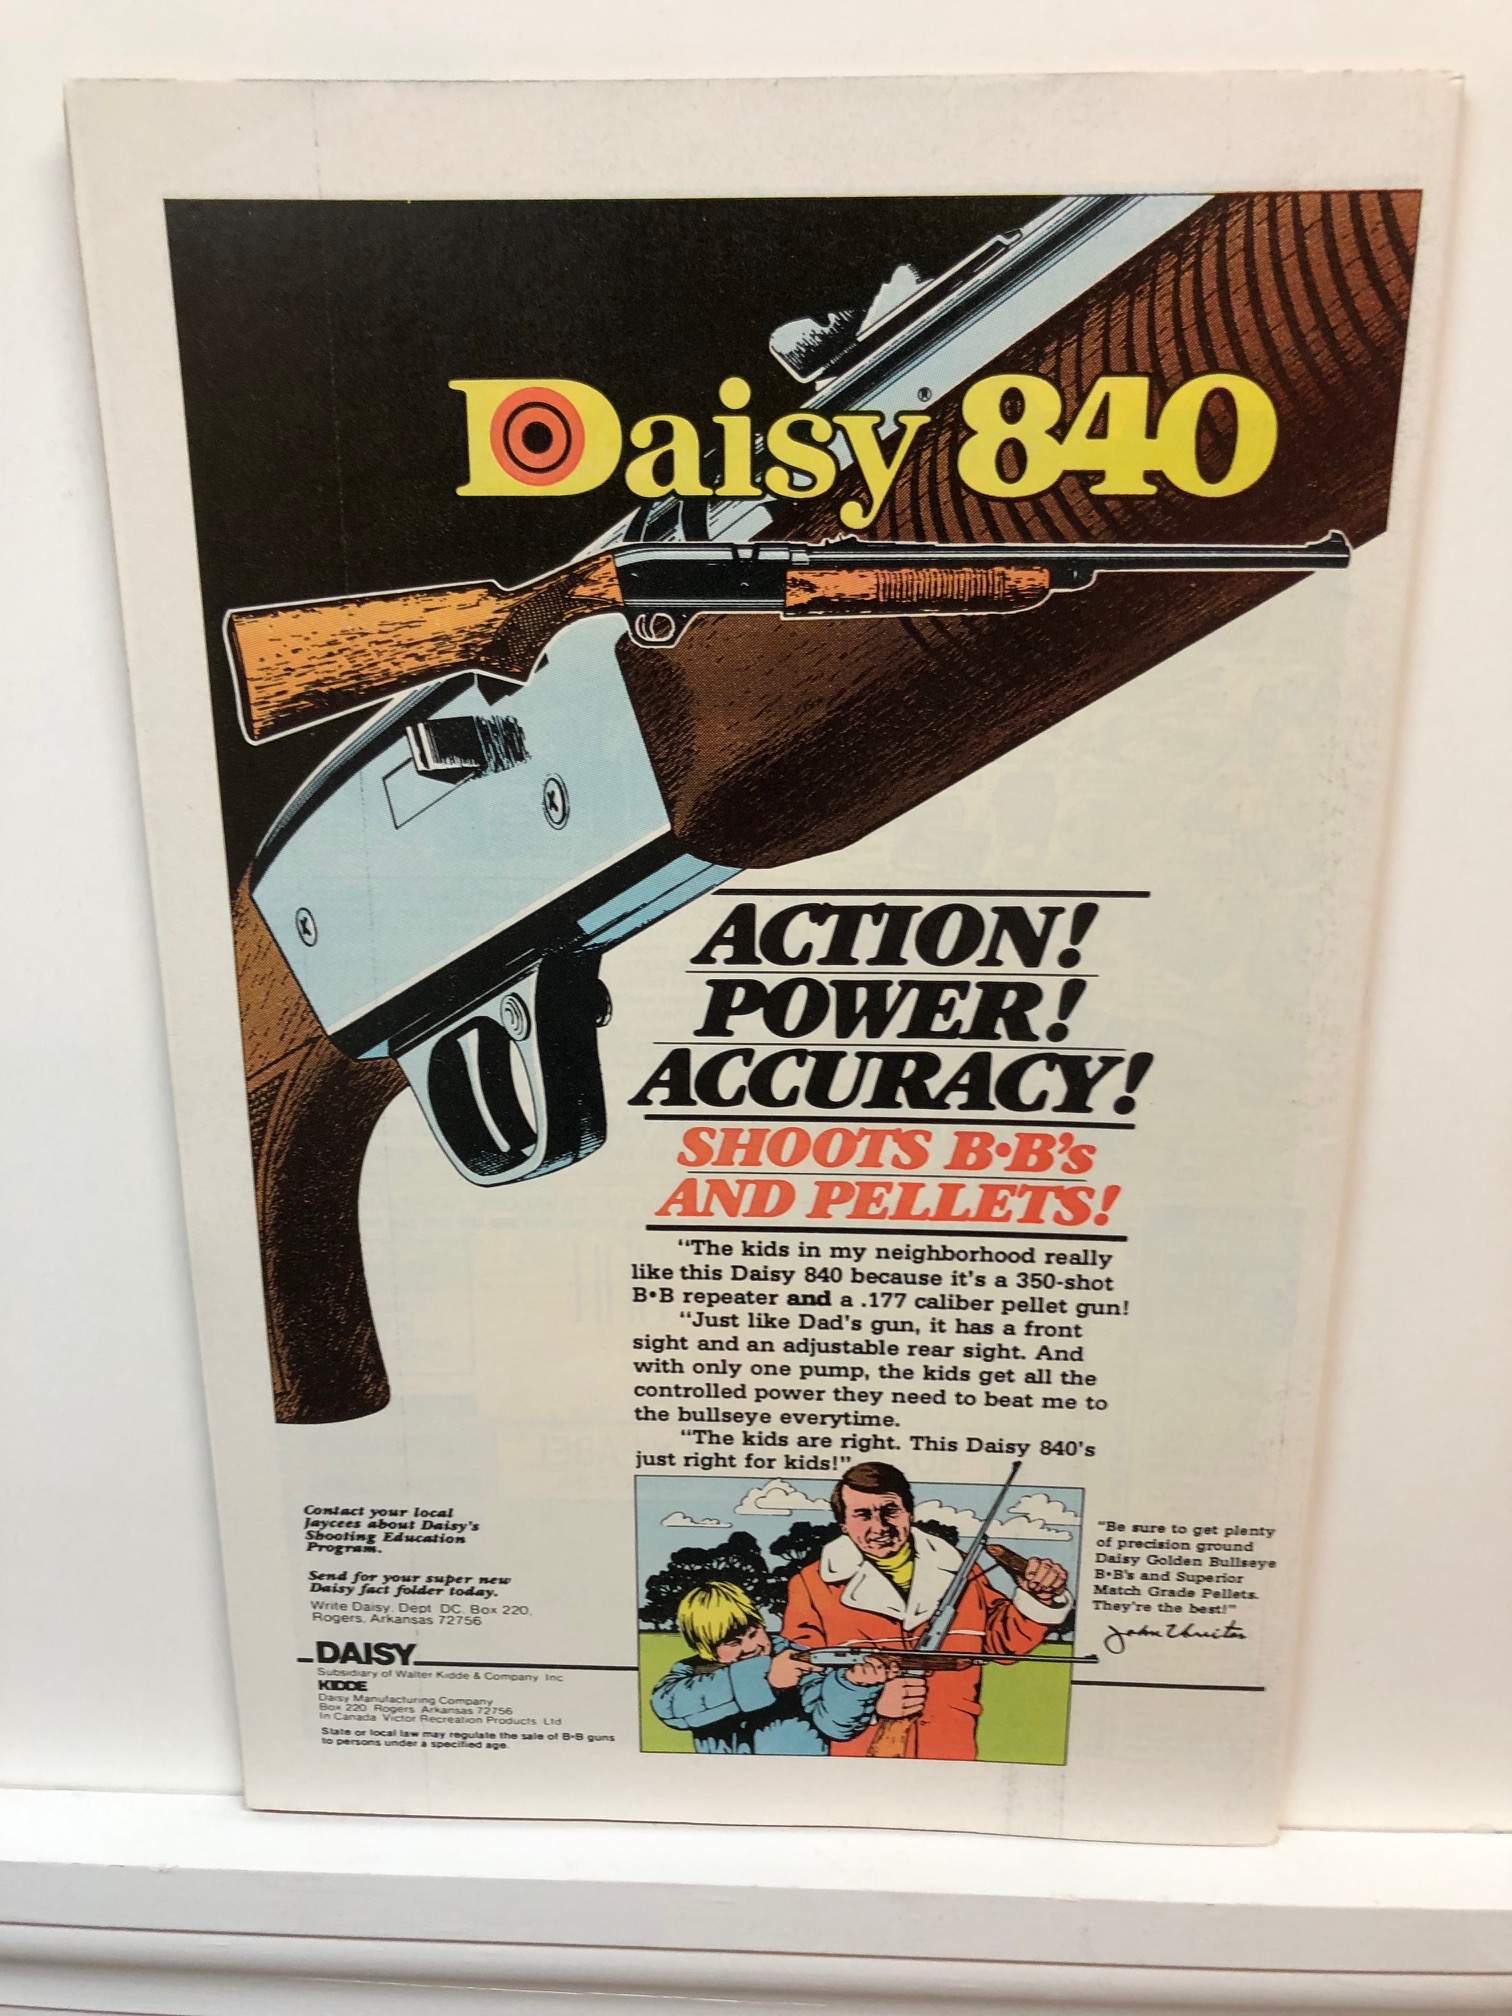 Daisy® 840
ACTION!
POWER!
ACCURACY!
SHOOTS B•B's
AND PELLETS!
"The kids in my neighborhood really
like this Daisy 840 because it's a 350-shot
B•B repeater and a .177 caliber pellet gun!
"Just like Dad's gun, it has a front
sight and an adjustable rear sight. And
with only one pump, the kids get all the
controlled power they need to beat me to
the bullseye everytime.
"The kids are right. This Daisy 840's
just right for kids!"
"Be sure to get plenty
of precision ground
Daisy Golden Bullseye
B•B's and Superior
Match Grade Pellets.
They're the best!"
Contact your local
Jaycees about Daisy's
Shooting Education
Program.
Send for your super new
Daisy fact folder today.
Write Daisy, Dept DC, Box 220,
Rogers, Arkansas 72756
DAISY
Subsidiary of Walter Kidde & Company Inc
KIDDE
Daisy Manufacturing Company
Box 220 Rogers Arkansas 72756
In Canada Victor Recreation Products Ltd
State or local law may regulate the sale of B•B guns
to persons under a specified age.